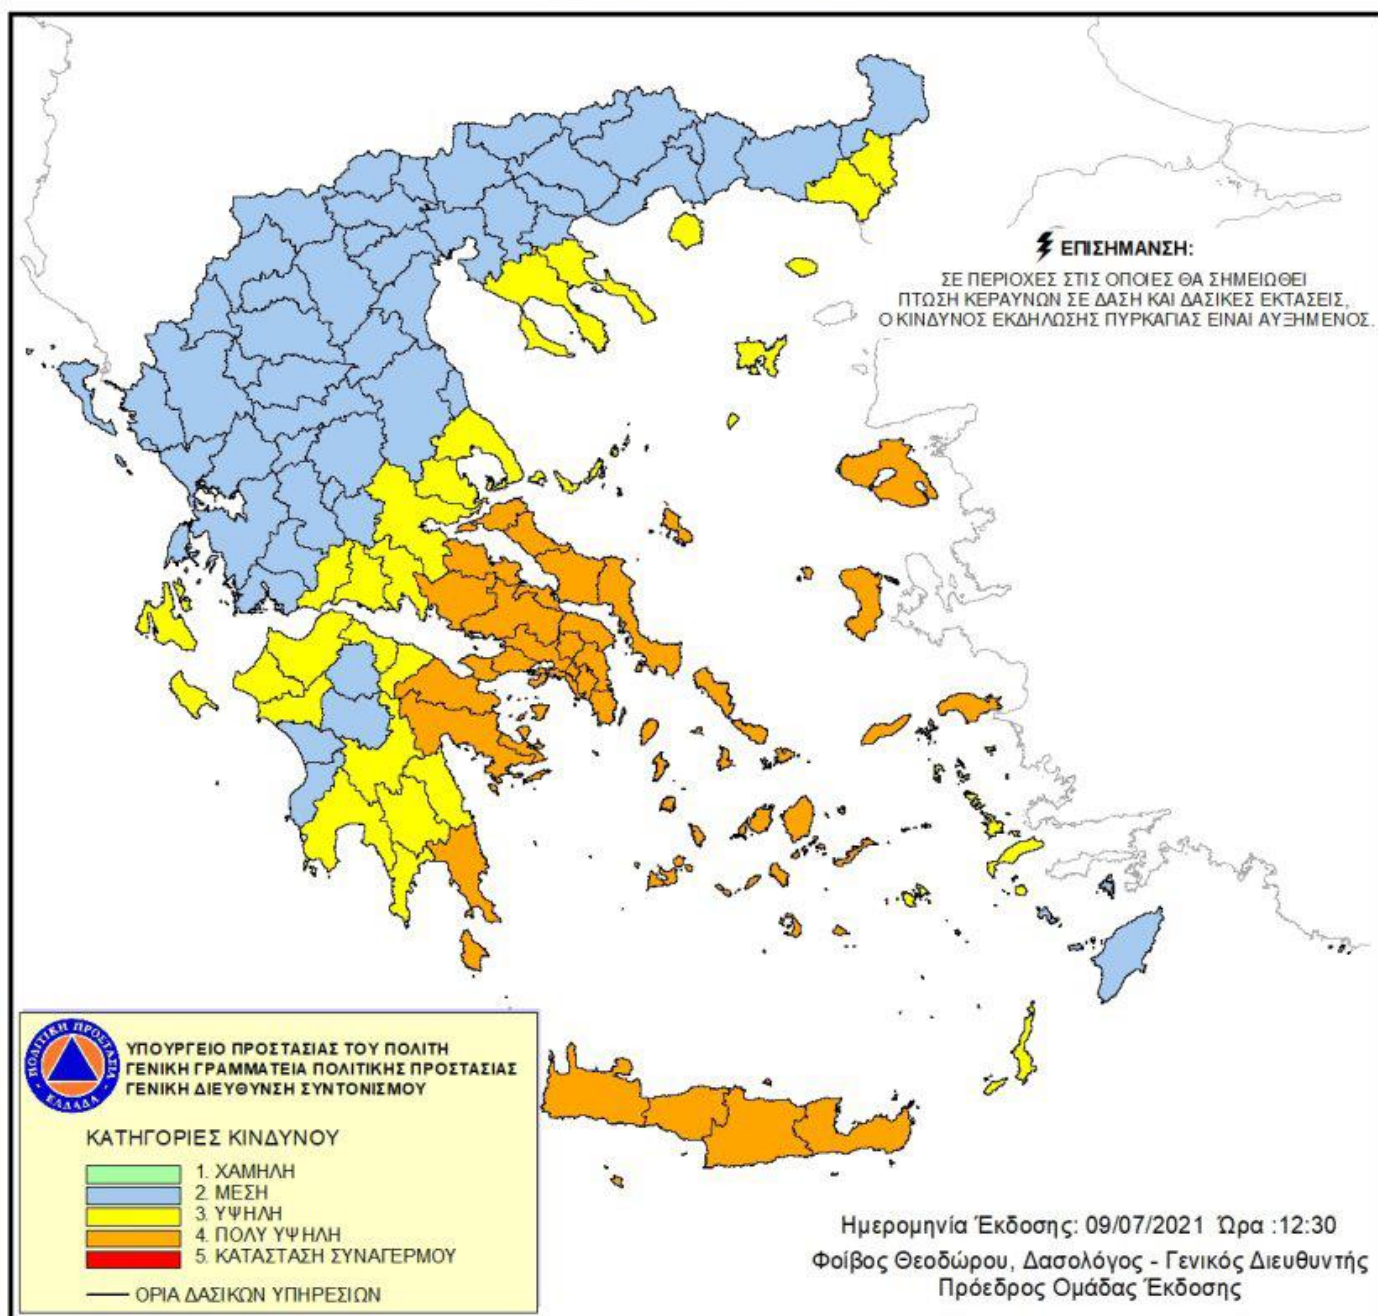 ΕΠΙΣΗΜΑΝΣΗ:
ΣΕ ΠΕΡΙΟΧΕΣ ΣΤΙΣ ΟΠΟΙΕΣ ΘΑ ΣΗΜΕΙΩΘΕΙ
ΠΤΩΣΗ ΚΕΡΑΥΝΩΝ ΣΕ ΔΑΣΗ ΚΑΙ ΔΑΣΙΚΕΣ ΕΚΤΑΣΕΙΣ,
Ο ΚΙΝΔΥΝΟΣ ΕΚΔΗΛΩΣΗΣ ΠΥΡΚΑΓΙΑΣ ΕΙΝΑΙ ΑΥΞΗΜΕΝΟΣ.
ΠΟΛΙΤΙΚΗ ΠΡΟΣΤΑΣΙΑ
ΕΛΛΑΔΑ
ΥΠΟΥΡΓΕΙΟ ΠΡΟΣΤΑΣΙΑΣ ΤΟΥ ΠΟΛΙΤΗ
ΓΕΝΙΚΗ ΓΡΑΜΜΑΤΕΙΑ ΠΟΛΙΤΙΚΗΣ ΠΡΟΣΤΑΣΙΑΣ
ΓΕΝΙΚΗ ΔΙΕΥΘΥΝΣΗ ΣΥΝΤΟΝΙΣΜΟΥ
ΚΑΤΗΓΟΡΙΕΣ ΚΙΝΔΥΝΟΥ
1. ΧΑΜΗΛΗ
2. ΜΕΣΗ
3. ΥΨΗΛΗ
4. ΠΟΛΥ ΥΨΗΛΗ
5. ΚΑΤΑΣΤΑΣΗ ΣΥΝΑΓΕΡΜΟΥ
ΟΡΙΑ ΔΑΣΙΚΩΝ ΥΠΗΡΕΣΙΩΝ
Ημερομηνία Έκδοσης: 09/07/2021 Ώρα :12:30
Φοίβος Θεοδώρου, Δασολόγος - Γενικός Διευθυντής
Πρόεδρος Ομάδας Έκδοσης